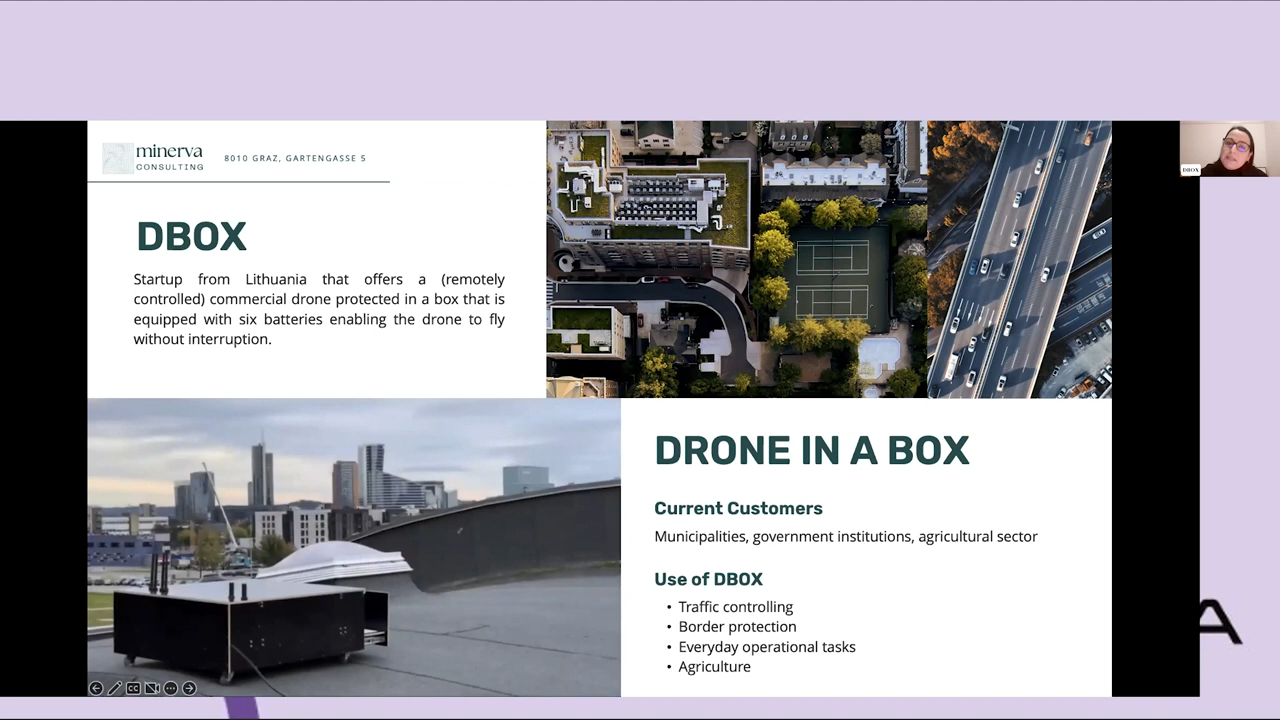 minerva
CONSULTING
8010 GRAZ, GARTENGASSE 5
DBOX
Startup from Lithuania that offers a (remotely
controlled) commercial drone protected in a box that is
equipped with six batteries enabling the drone to fly
without interruption.
DBOX
DRONE IN A BOX
Current Customers
Municipalities, government institutions, agricultural sector
Use of DBOX
• Traffic controlling
• Border protection
• Everyday operational tasks
• Agriculture
CC
A